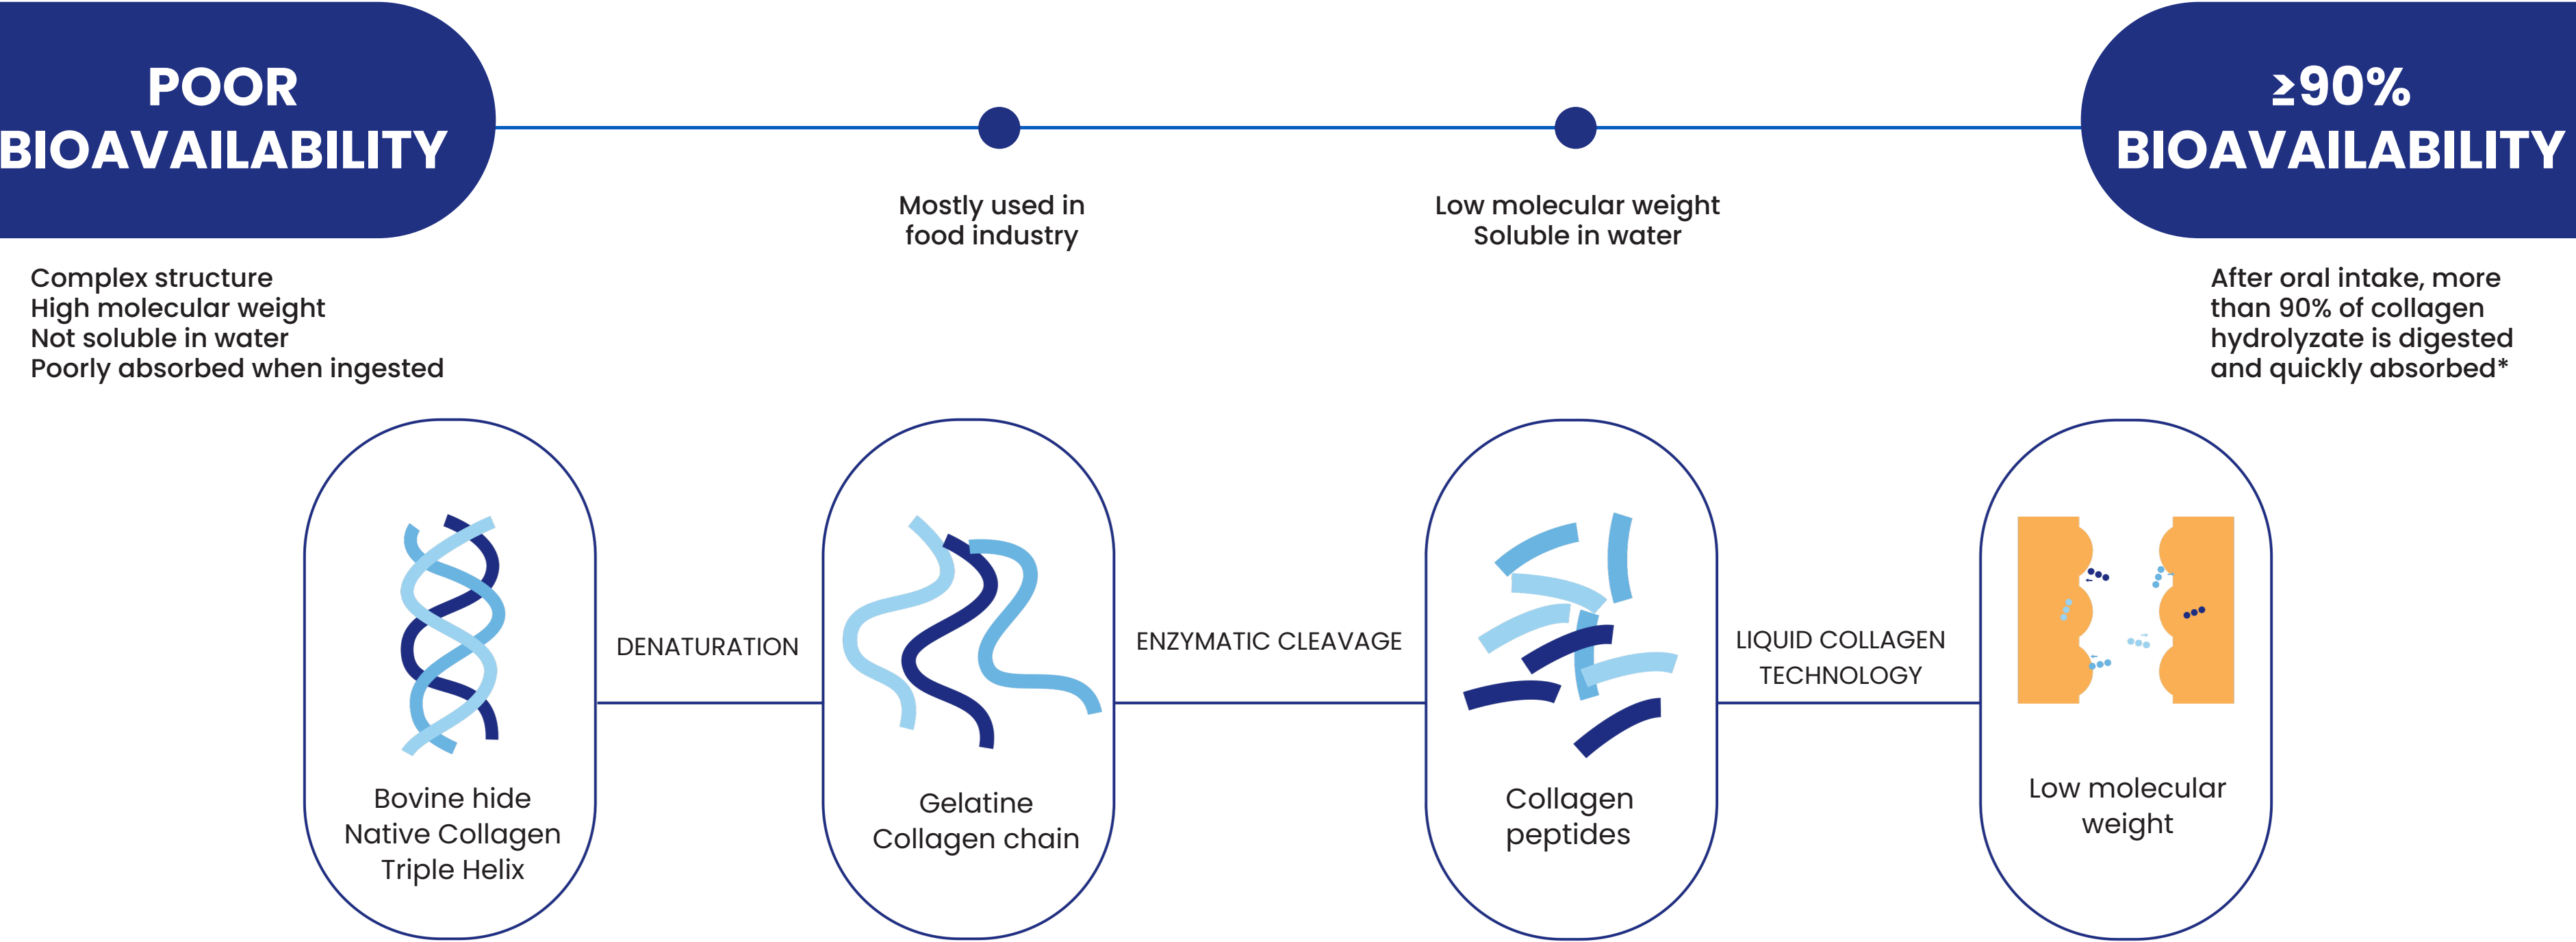 POOR
BIOAVAILABILITY
≥90%
BIOAVAILABILITY
Mostly used in
food industry
Low molecular weight
Soluble in water
Complex structure
High molecular weight
Not soluble in water
Poorly absorbed when ingested
After oral intake, more
than 90% of collagen
hydrolyzate is digested
and quickly absorbed*
DENATURATION
ENZYMATIC CLEAVAGE
LIQUID COLLAGEN
TECHNOLOGY
Bovine hide
Native Collagen
Triple Helix
Gelatine
Collagen chain
Collagen
peptides
Low molecular
weight